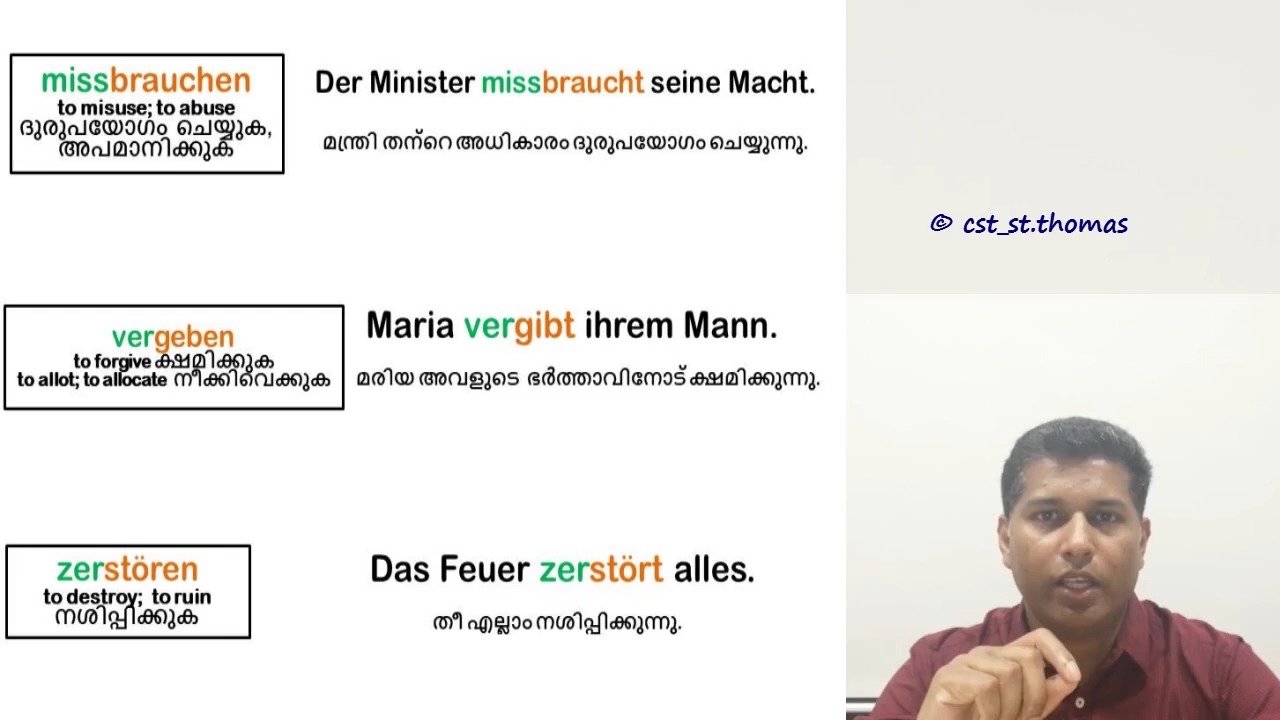 missbrauchen
to misuse; to abuse
ദുരുപയോഗം ചെയ്യുക,
അപമാനിക്കുക
Der Minister missbraucht seine Macht.
മന്ത്രി തന്റെ അധികാരം ദുരുപയോഗം ചെയ്യുന്നു.
© cst_st.thomas
vergeben
to forgive ക്ഷമിക്കുക
to allot; to allocate നീക്കിവെക്കുക
Maria vergibt ihrem Mann.
മരിയ അവളുടെ ഭർത്താവിനോട് ക്ഷമിക്കുന്നു.
zerstören
to destroy; to ruin
നശിപ്പിക്കുക
Das Feuer zerstört alles.
തീ എല്ലാം നശിപ്പിക്കുന്നു.